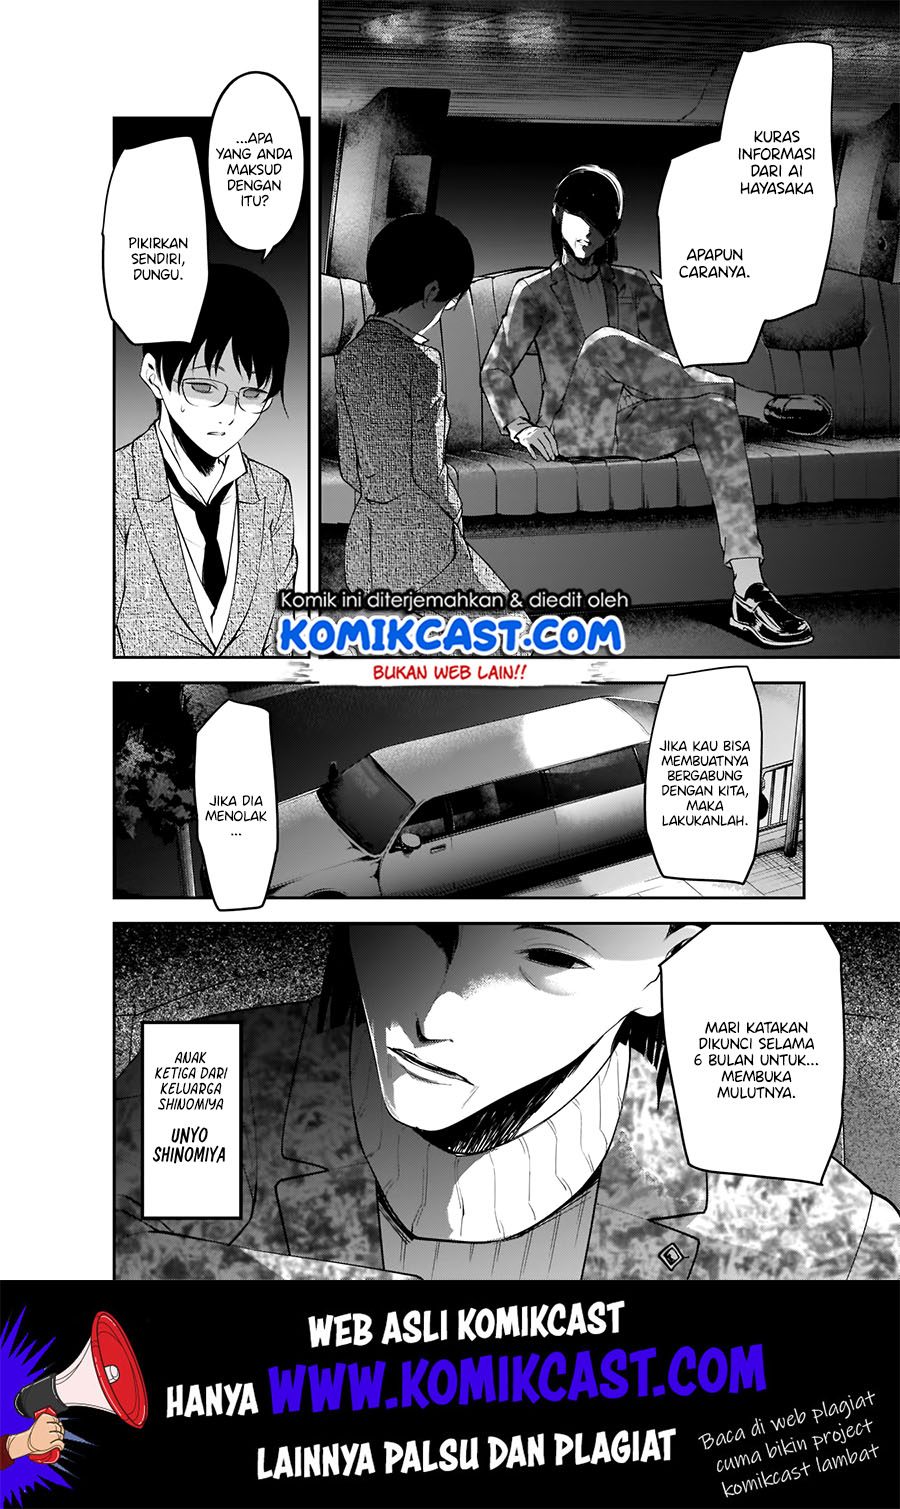 KURAS
INFORMASI
DARI AI
HAYASAKA
APAPUN
CARANYA.
...APA
YANG ANDA
MAKSUD
DENGAN
ITU?
PIKIRKAN
SENDIRI,
DUNGU.
Komik ini diterjemahkan & diedit oleh
KOMIKCAST.COM
BUKAN WEB LAIN!!
JIKA KAU BISA
MEMBUATNYA
BERGABUNG
DENGAN KITA,
MAKA
LAKUKANLAH.
JIKA DIA
MENOLAK
...
MARI KATAKAN
DIKUNCI SELAMA
6 BULAN UNTUK...
MEMBUKA
MULUTNYA.
ANAK
KETIGA DARI
KELUARGA
SHINOMIYA
UNYO
SHINOMIYA
WEB ASLI KOMIKCAST
HANYA WWW.KOMIKCAST.COM
LAINNYA PALSU DAN PLAGIAT
Baca di web plagiat
cuma bikin project
komikcast lambat